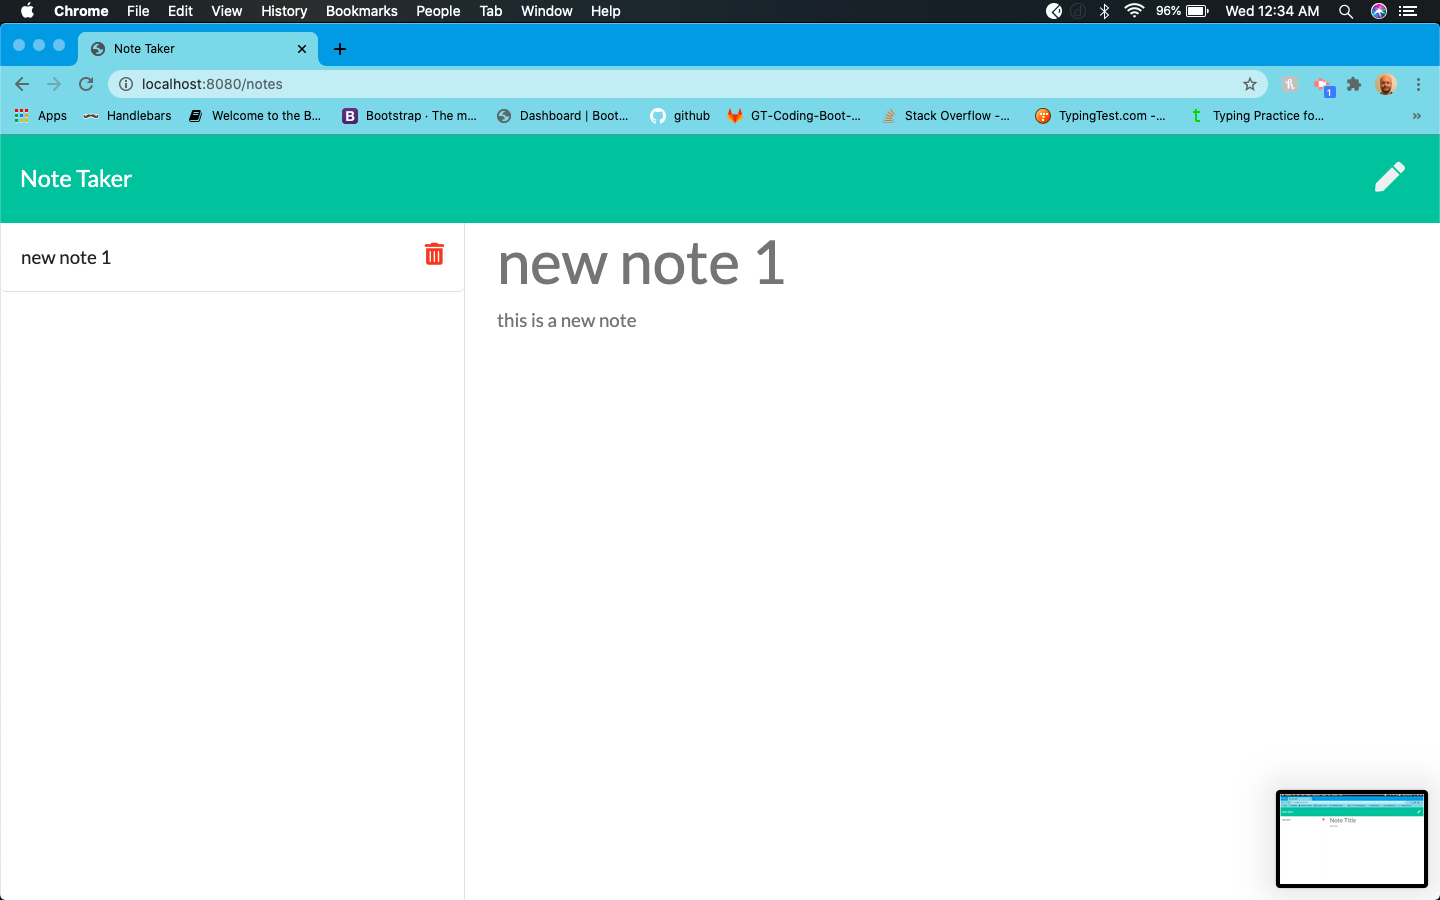 Chrome File Edit View History Bookmarks People Tab Window Help 96% Wed 12:34 AM
Note Taker
localhost:8080/notes
1
Apps Handlebars Welcome to the B... Bootstrap · The m... Dashboard | Boot... github GT-Coding-Boot-... Stack Overflow -... TypingTest.com -... Typing Practice fo... »
Note Taker
new note 1
new note 1
this is a new note
Note Title